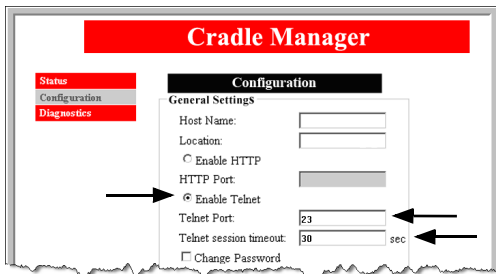 Cradle Manager
Status
Configuration
Diagnostics
Configuration
General Settings
Host Name:
Location:
Enable HTTP
HTTP Port:
Enable Telnet
Telnet Port: 23
Telnet session timeout: 30 sec
Change Password